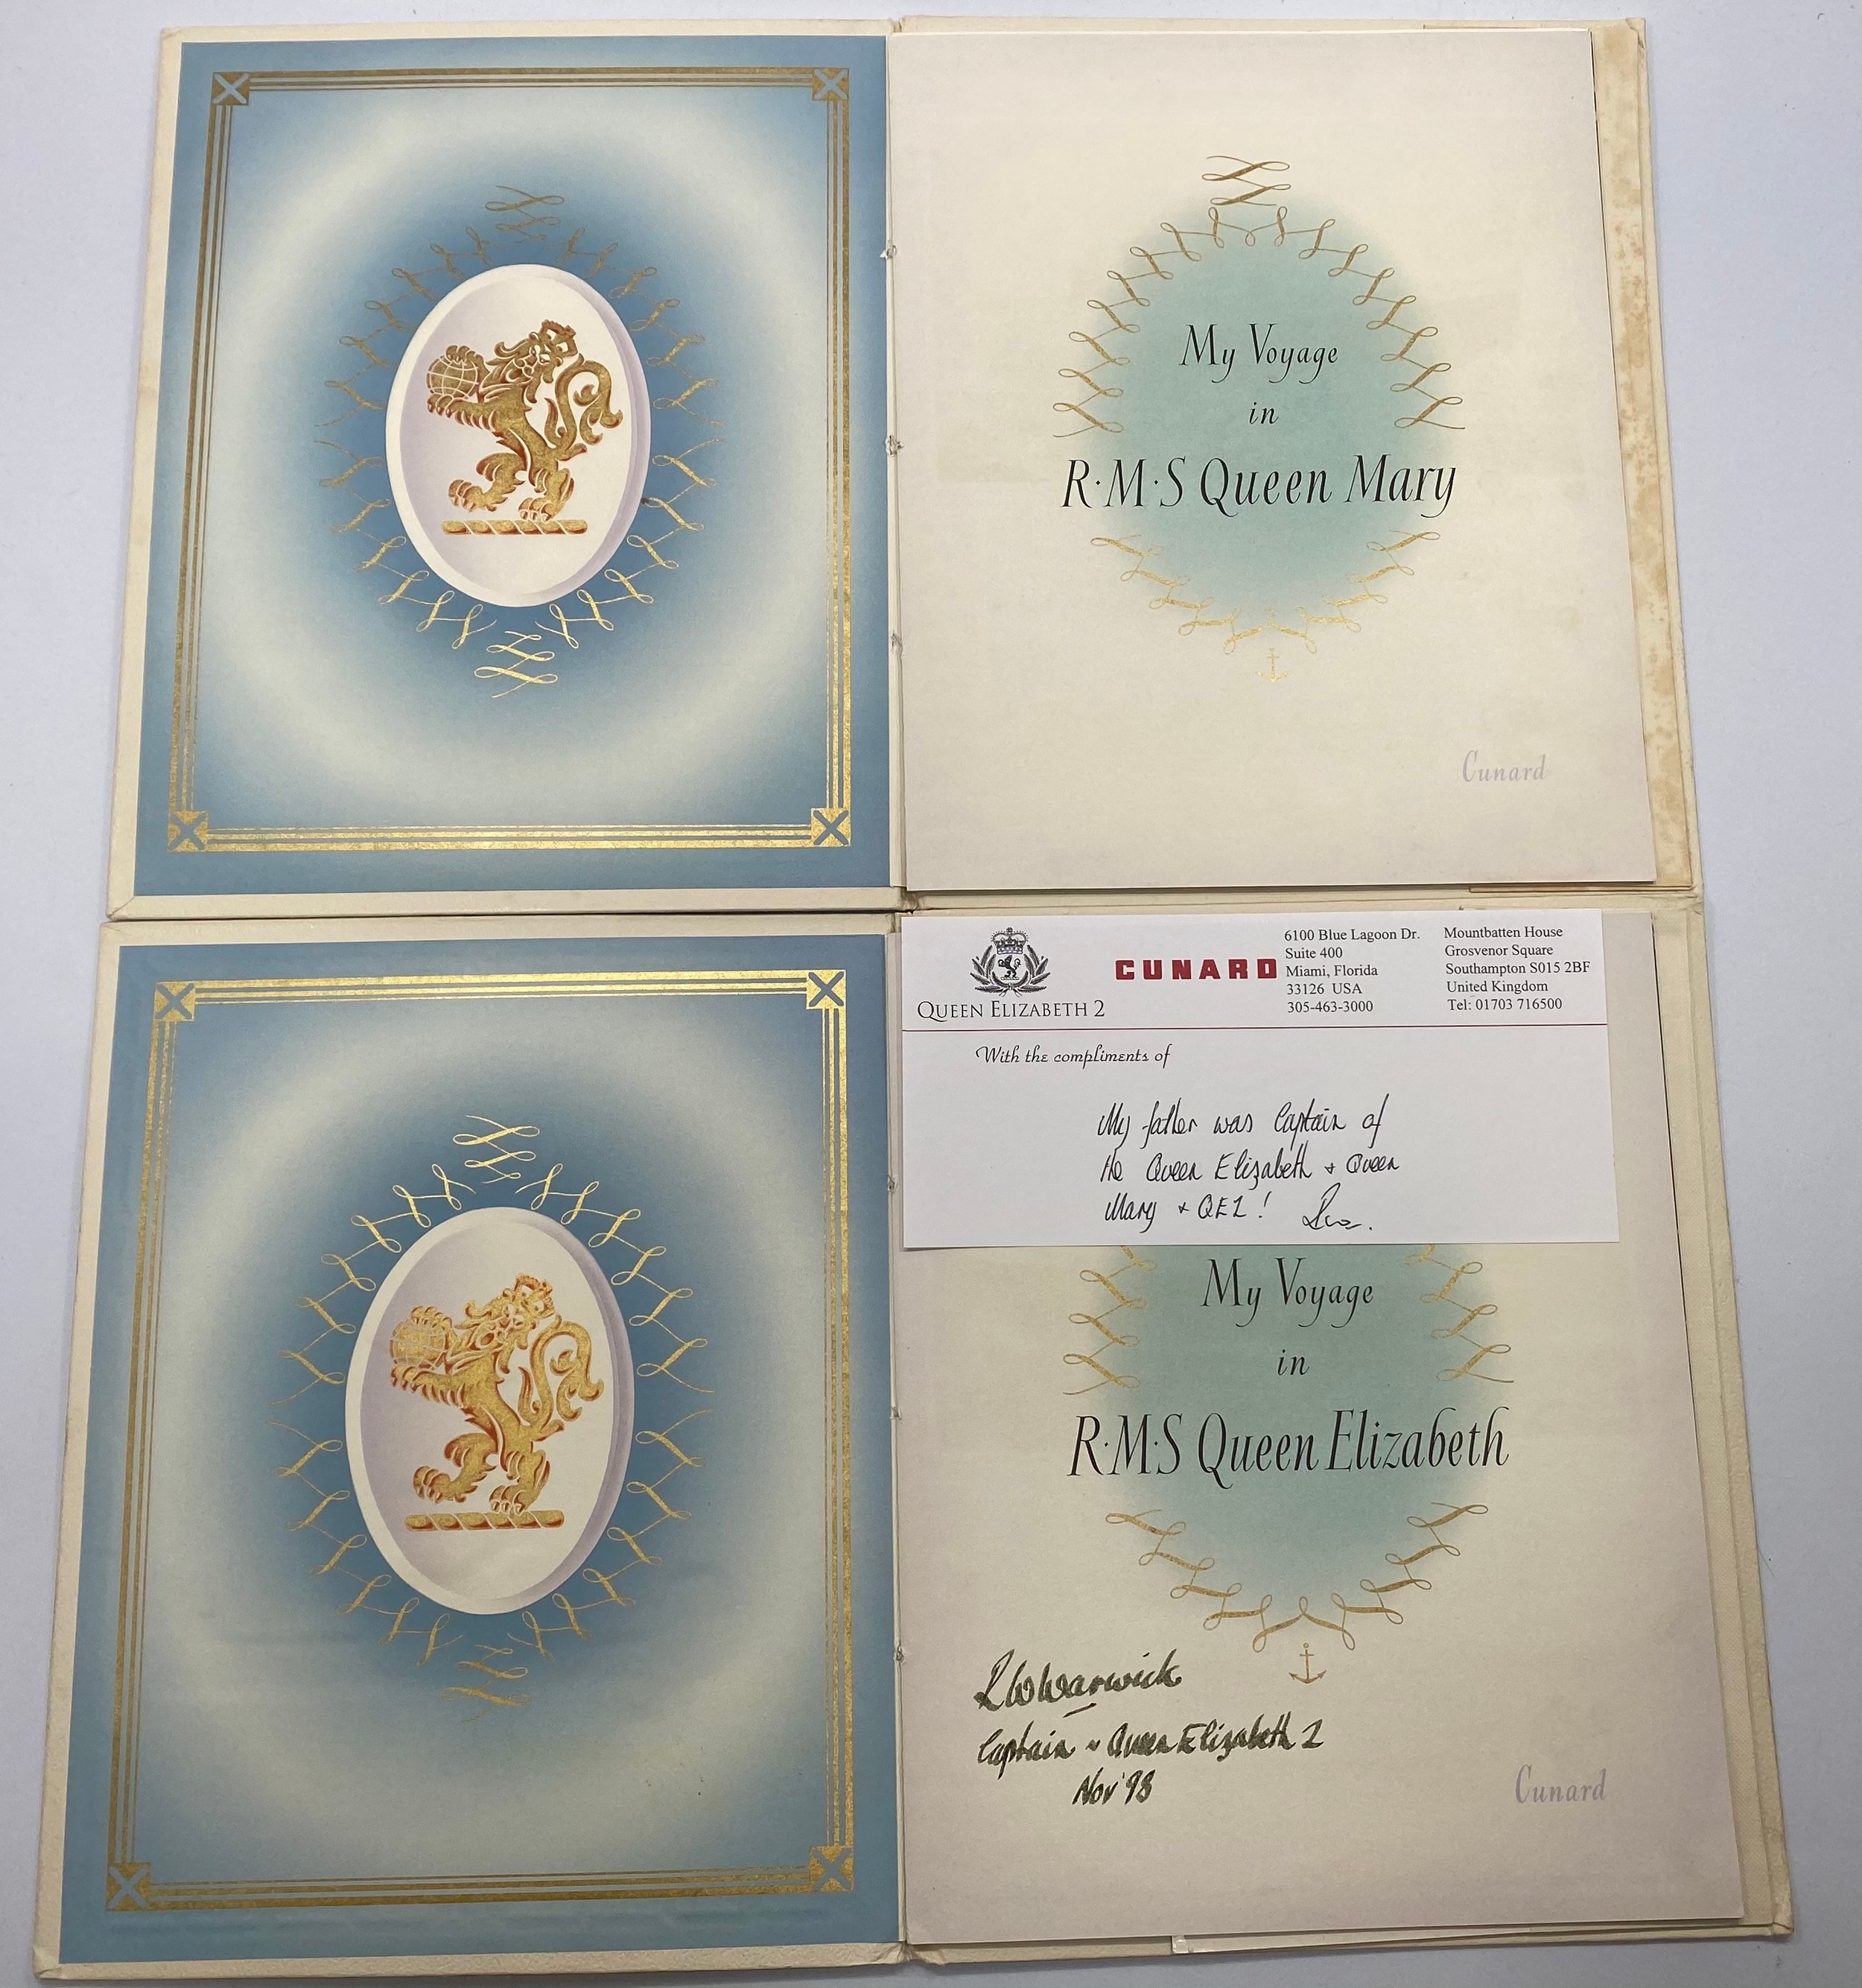 My Voyage
in
R·M·S Queen Mary
Cunard
QUEEN ELIZABETH 2
CUNARD
6100 Blue Lagoon Dr.
Suite 400
Miami, Florida
33126 USA
305-463-3000
Mountbatten House
Grosvenor Square
Southampton S015 2BF
United Kingdom
Tel: 01703 716500
With the compliments of
My father was Captain of
the Queen Elizabeth + Queen
Mary + QE2!
My Voyage
in
R·M·S Queen Elizabeth
R W Warwick
Captain ~ Queen Elizabeth 2
Nov '98
Cunard